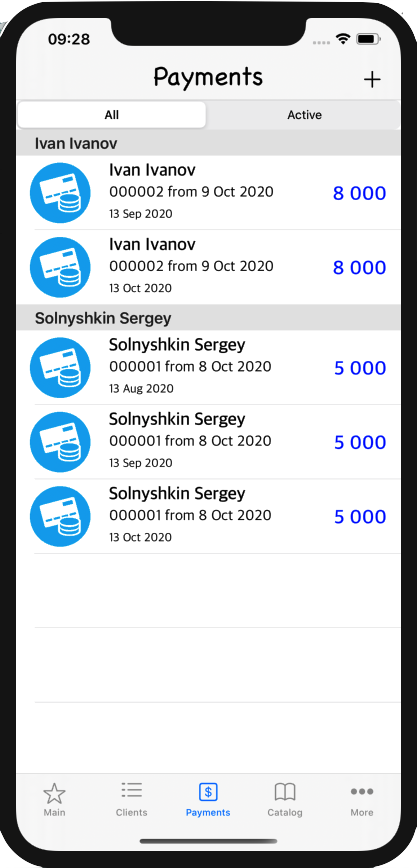 09:28
Payments
+
All Active
Ivan Ivanov
Ivan Ivanov
000002 from 9 Oct 2020 8 000
13 Sep 2020
Ivan Ivanov
000002 from 9 Oct 2020 8 000
13 Oct 2020
Solnyshkin Sergey
Solnyshkin Sergey
000001 from 8 Oct 2020 5 000
13 Aug 2020
Solnyshkin Sergey
000001 from 8 Oct 2020 5 000
13 Sep 2020
Solnyshkin Sergey
000001 from 8 Oct 2020 5 000
13 Oct 2020
$
Main Clients Payments Catalog More